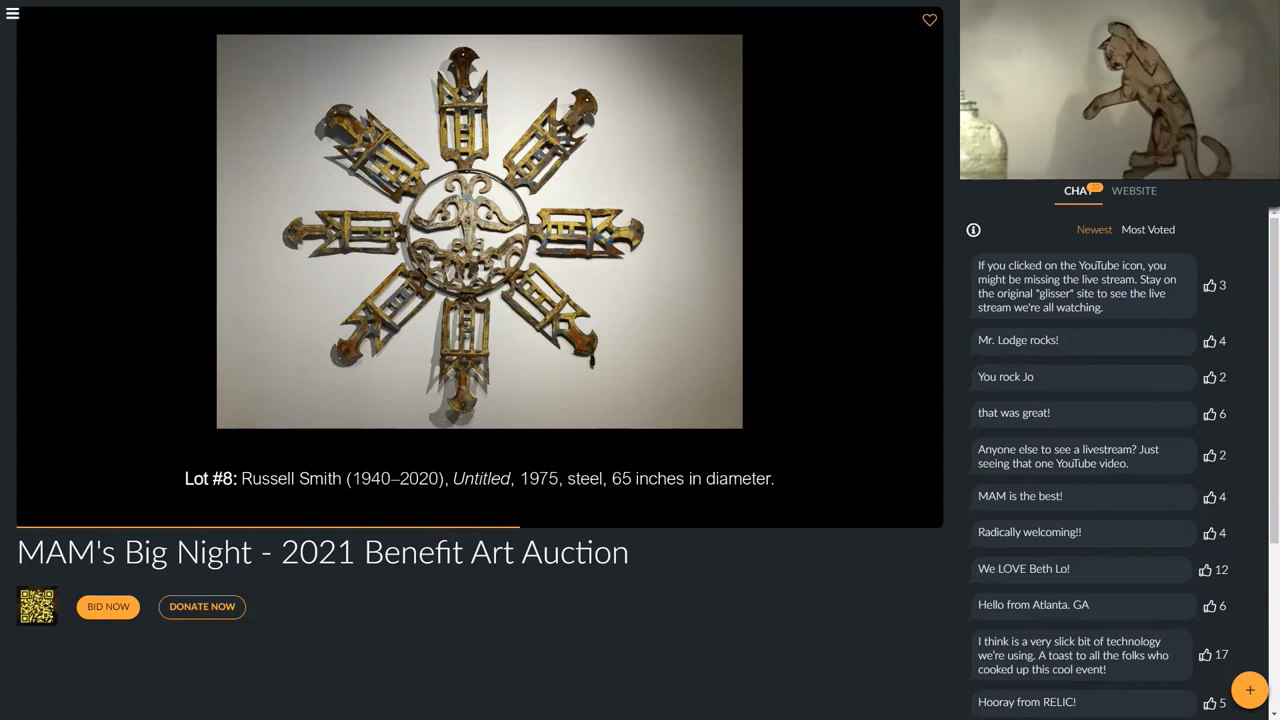 Lot #8: Russell Smith (1940–2020), Untitled, 1975, steel, 65 inches in diameter.
MAM's Big Night - 2021 Benefit Art Auction
BID NOW
DONATE NOW
CHAT
33
WEBSITE
Newest
Most Voted
If you clicked on the YouTube icon, you
might be missing the live stream. Stay on
the original "glisser" site to see the live
stream we're all watching.
3
Mr. Lodge rocks!
4
You rock Jo
2
that was great!
6
Anyone else to see a livestream? Just
seeing that one YouTube video.
2
MAM is the best!
4
Radically welcoming!!
4
We LOVE Beth Lo!
12
Hello from Atlanta. GA
6
I think is a very slick bit of technology
we're using. A toast to all the folks who
cooked up this cool event!
17
Hooray from RELIC!
5